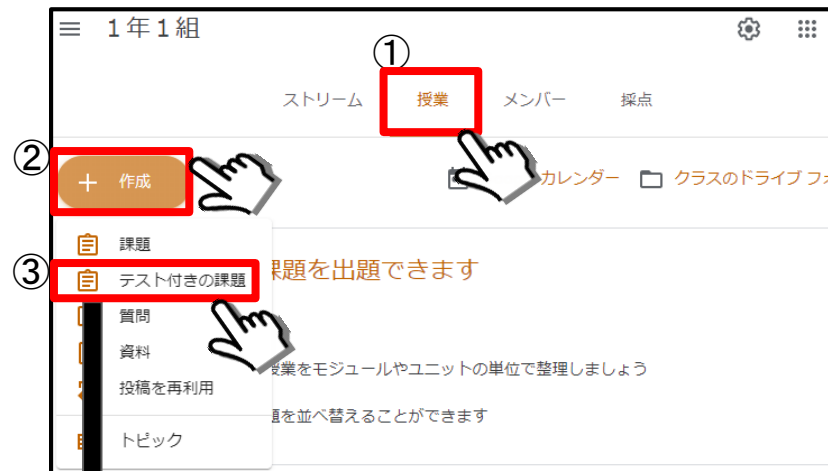 1年1組
①
ストリーム 授業 メンバー 採点
②
+ 作成
カレンダー クラスのドライブ フォ
課題
③
テスト付きの課題
課題を出題できます
質問
資料
授業をモジュールやユニットの単位で整理しましょう
投稿を再利用
題を並べ替えることができます
トピック